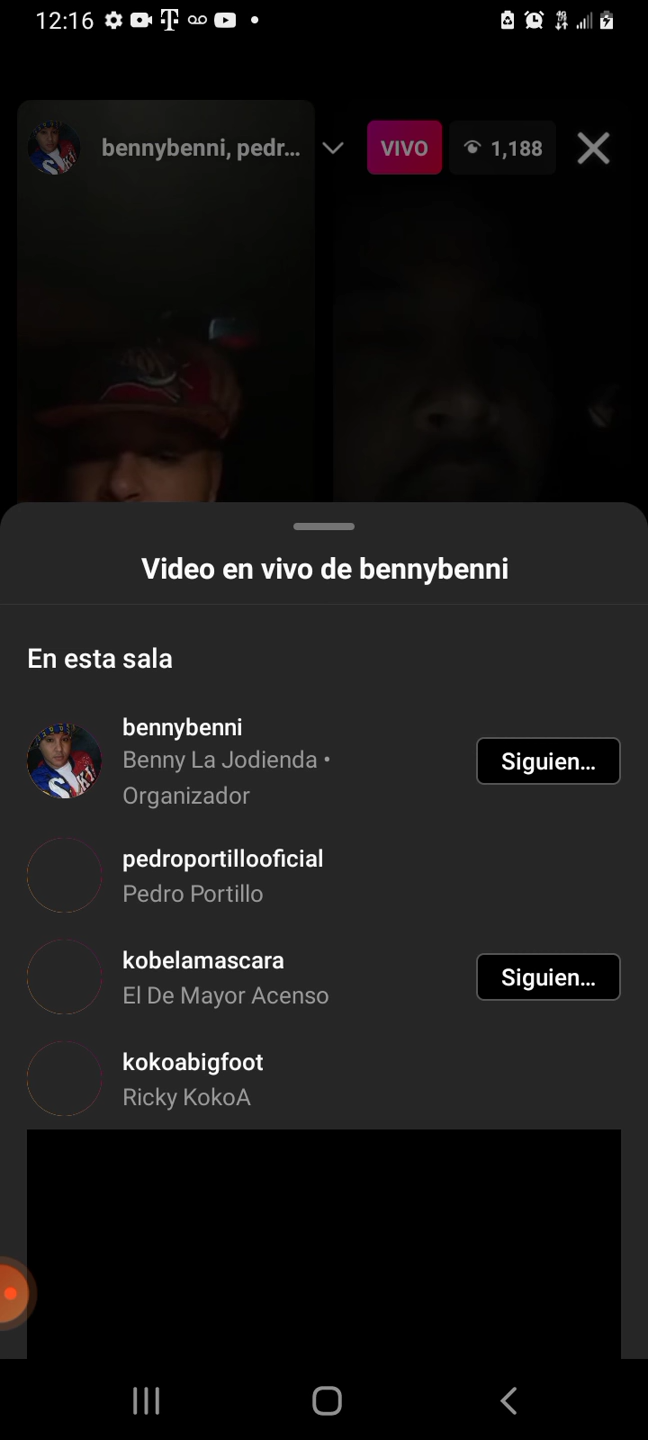 12:16
bennybenni, pedr...
VIVO
1,188
Video en vivo de bennybenni
En esta sala
bennybenni
Benny La Jodienda •
Organizador
Siguien...
pedroportillooficial
Pedro Portillo
kobelamascara
El De Mayor Acenso
Siguien...
kokoabigfoot
Ricky KokoA